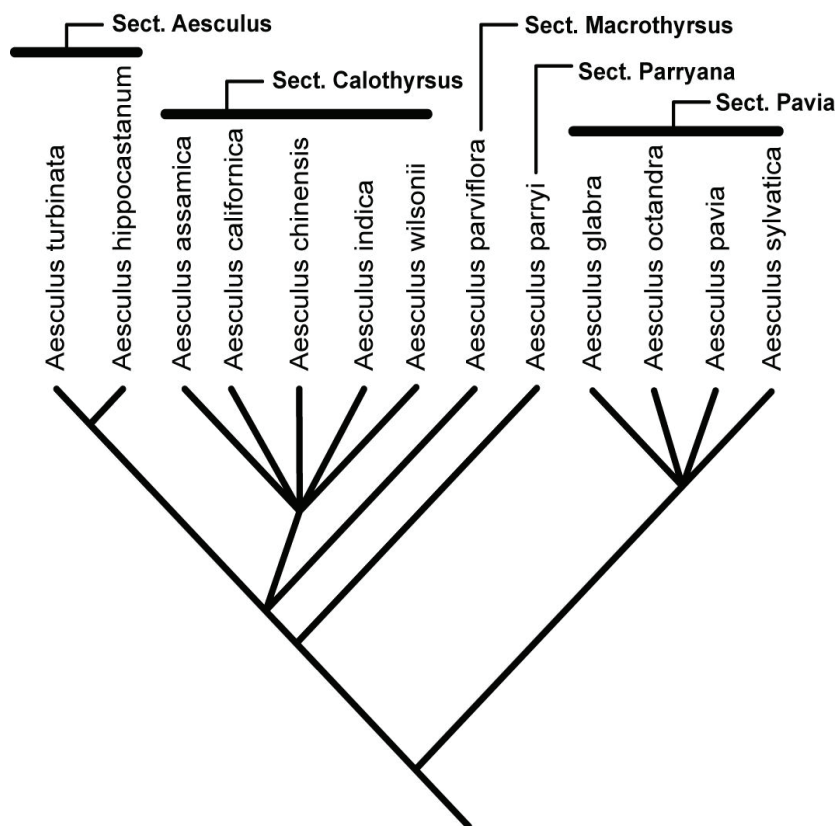 Sect. Aesculus
Sect. Macrothyrsus
Sect. Calothyrsus
Sect. Parryana
Sect. Pavia
Aesculus turbinata
Aesculus hippocastanum
Aesculus assamica
Aesculus californica
Aesculus chinensis
Aesculus indica
Aesculus wilsonii
Aesculus parviflora
Aesculus parryi
Aesculus glabra
Aesculus octandra
Aesculus pavia
Aesculus sylvatica